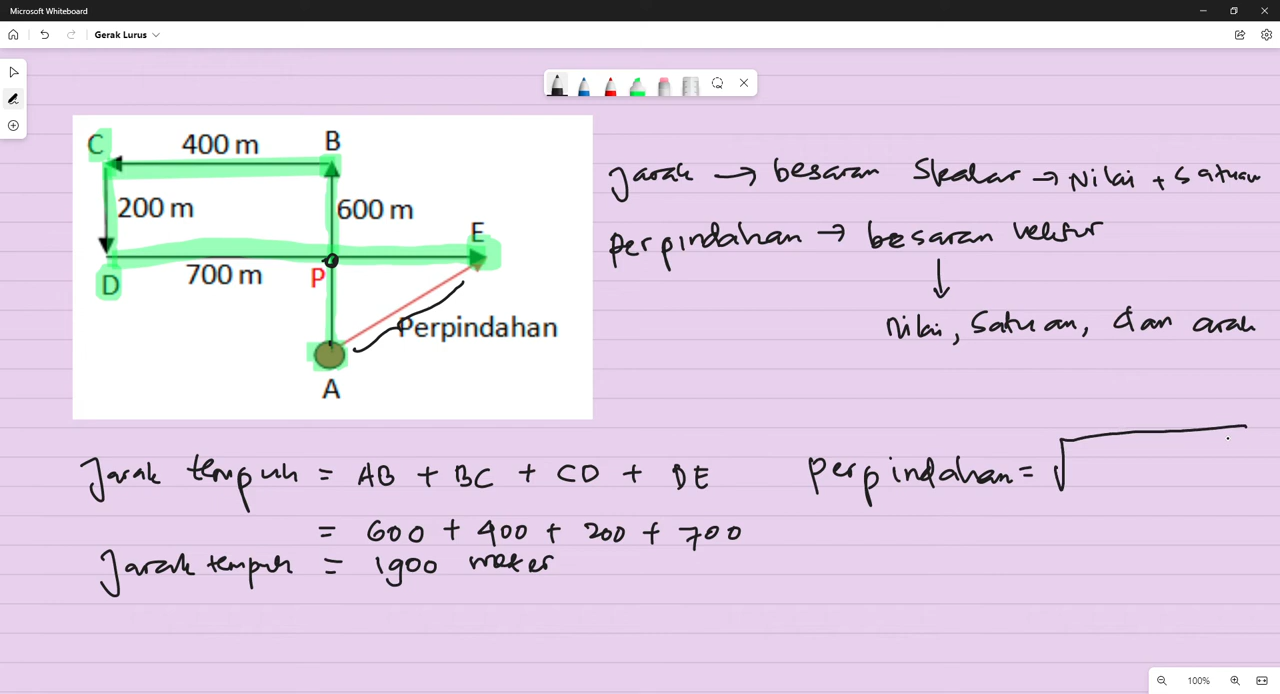 Microsoft Whiteboard
Gerak Lurus
C
400 m
B
200 m
600 m
E
D
700 m
P
Perpindahan
A
Jarak → besaran Skalar → Nilai + Satuan
Perpindahan → besaran vektor
↓
nilai, Satuan, dan arah
Jarak tempuh = AB + BC + CD + DE
= 600 + 400 + 200 + 700
Jarak tempuh = 1900 meter
perpindahan = √
100%